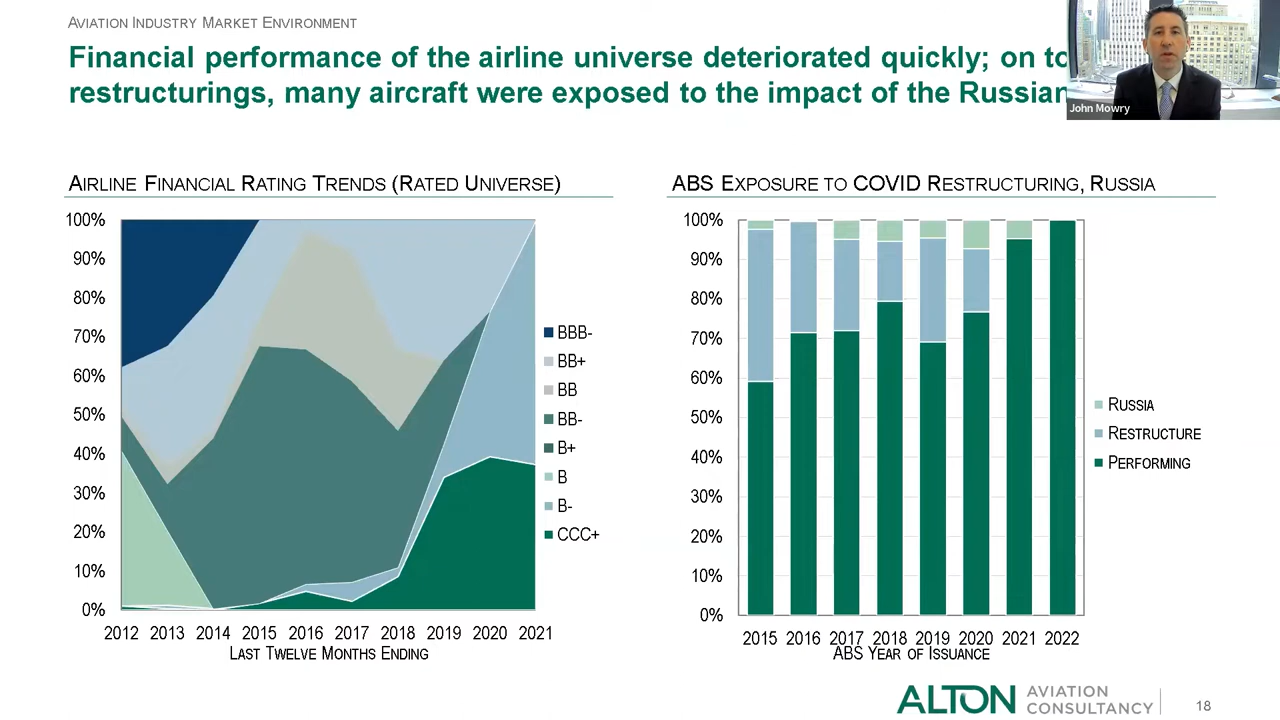 AVIATION INDUSTRY MARKET ENVIRONMENT
Financial performance of the airline universe deteriorated quickly; on
restructurings, many aircraft were exposed to the impact of the Russian
John Mowry
AIRLINE FINANCIAL RATING TRENDS (RATED UNIVERSE)
100%
90%
80%
70%
60%
50%
40%
30%
20%
10%
0%
2012 2013 2014 2015 2016 2017 2018 2019 2020 2021
LAST TWELVE MONTHS ENDING
BBB-
BB+
BB
BB-
B+
B
B-
CCC+
ABS EXPOSURE TO COVID RESTRUCTURING, RUSSIA
100%
90%
80%
70%
60%
50%
40%
30%
20%
10%
0%
2015 2016 2017 2018 2019 2020 2021 2022
ABS YEAR OF ISSUANCE
RUSSIA
RESTRUCTURE
PERFORMING
ALTON AVIATION
CONSULTANCY
18